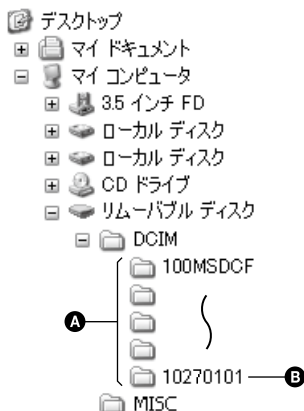 デスクトップ
マイ ドキュメント
マイ コンピュータ
3.5 インチ FD
ローカル ディスク
ローカル ディスク
CD ドライブ
リムーバブル ディスク
DCIM
100MSDCF
A
10270101 B
MISC